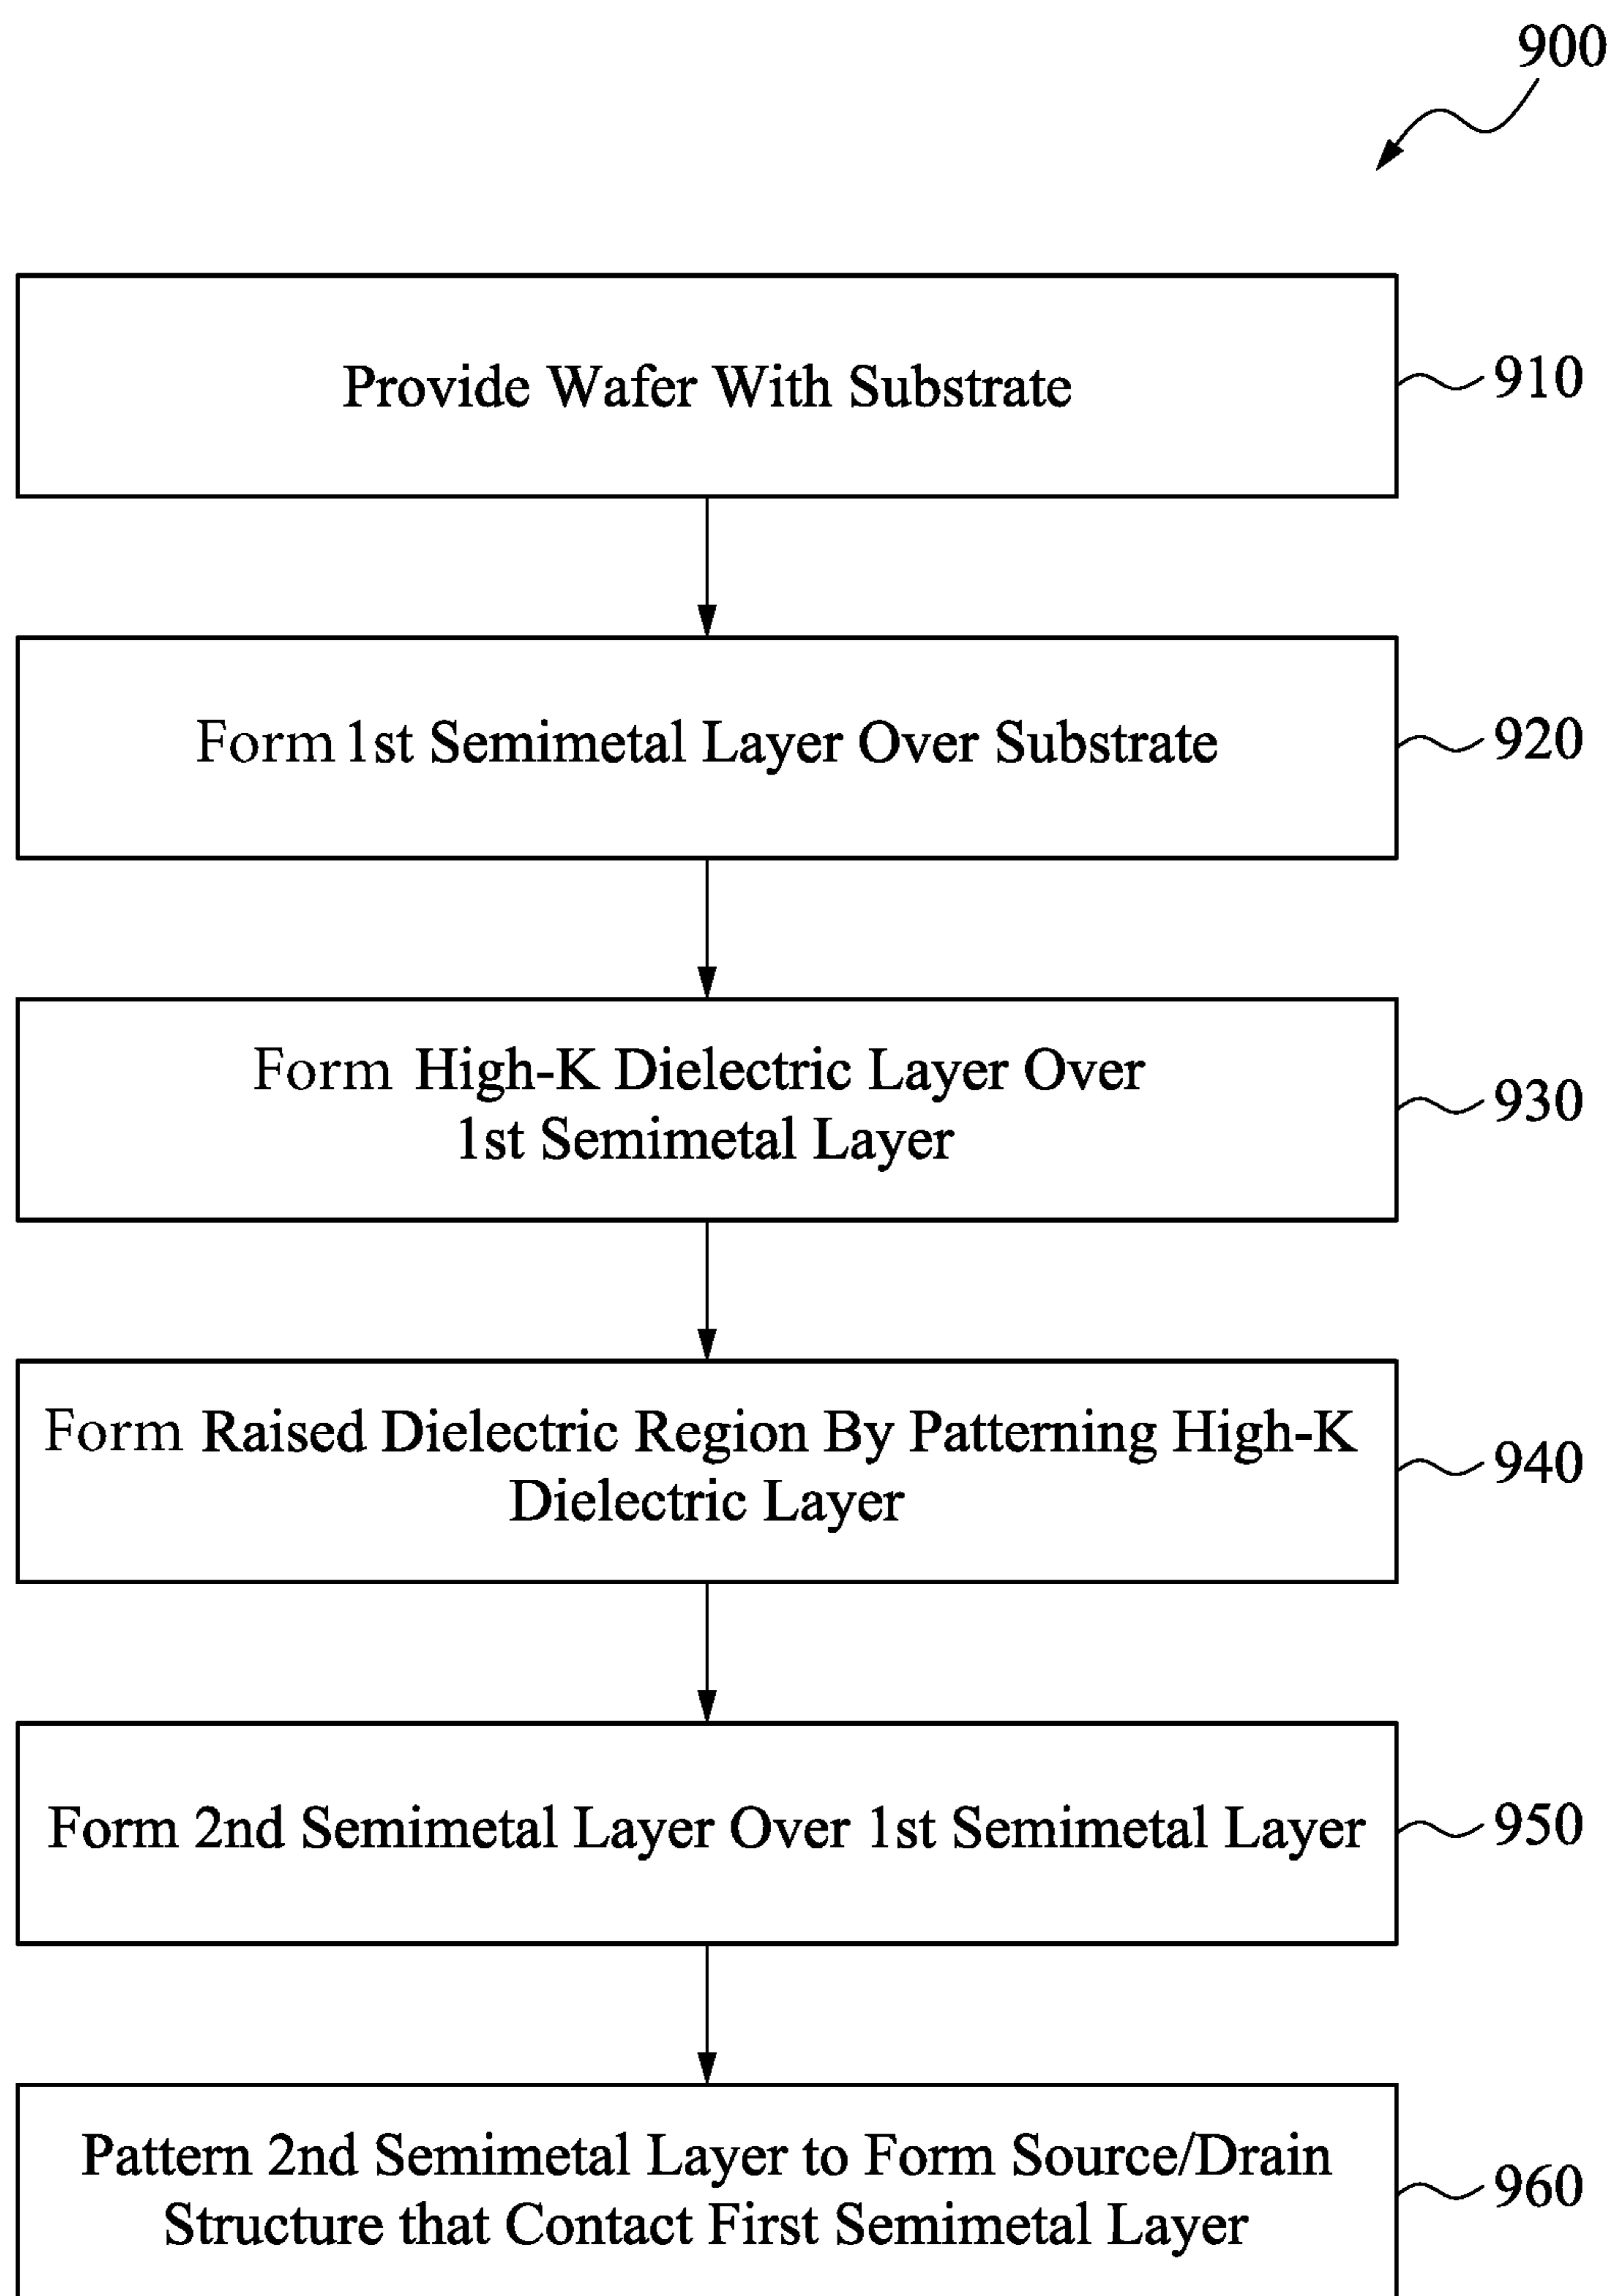 900
Provide Wafer With Substrate
910
Form 1st Semimetal Layer Over Substrate
920
Form High-K Dielectric Layer Over
1st Semimetal Layer
930
Form Raised Dielectric Region By Patterning High-K
Dielectric Layer
940
Form 2nd Semimetal Layer Over 1st Semimetal Layer
950
Pattern 2nd Semimetal Layer to Form Source/Drain
Structure that Contact First Semimetal Layer
960